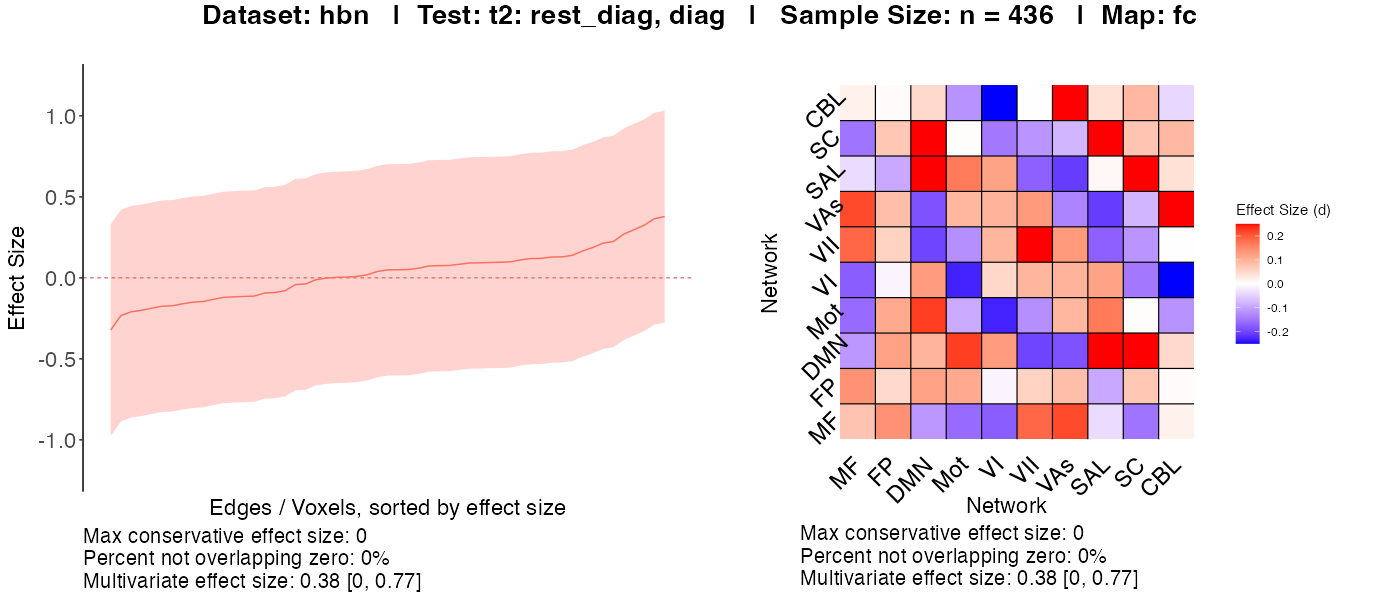 Dataset: hbn | Test: t2: rest_diag, diag | Sample Size: n = 436 | Map: fc
Effect Size
1.0
0.5
0.0
-0.5
-1.0
Edges / Voxels, sorted by effect size
Max conservative effect size: 0
Percent not overlapping zero: 0%
Multivariate effect size: 0.38 [0, 0.77]
Network
CBL
SC
SAL
VAs
VII
VI
Mot
DMN
FP
MF
MF FP DMN Mot VI VII VAs SAL SC CBL
Network
Max conservative effect size: 0
Percent not overlapping zero: 0%
Multivariate effect size: 0.38 [0, 0.77]
Effect Size (d)
0.2
0.1
0.0
-0.1
-0.2